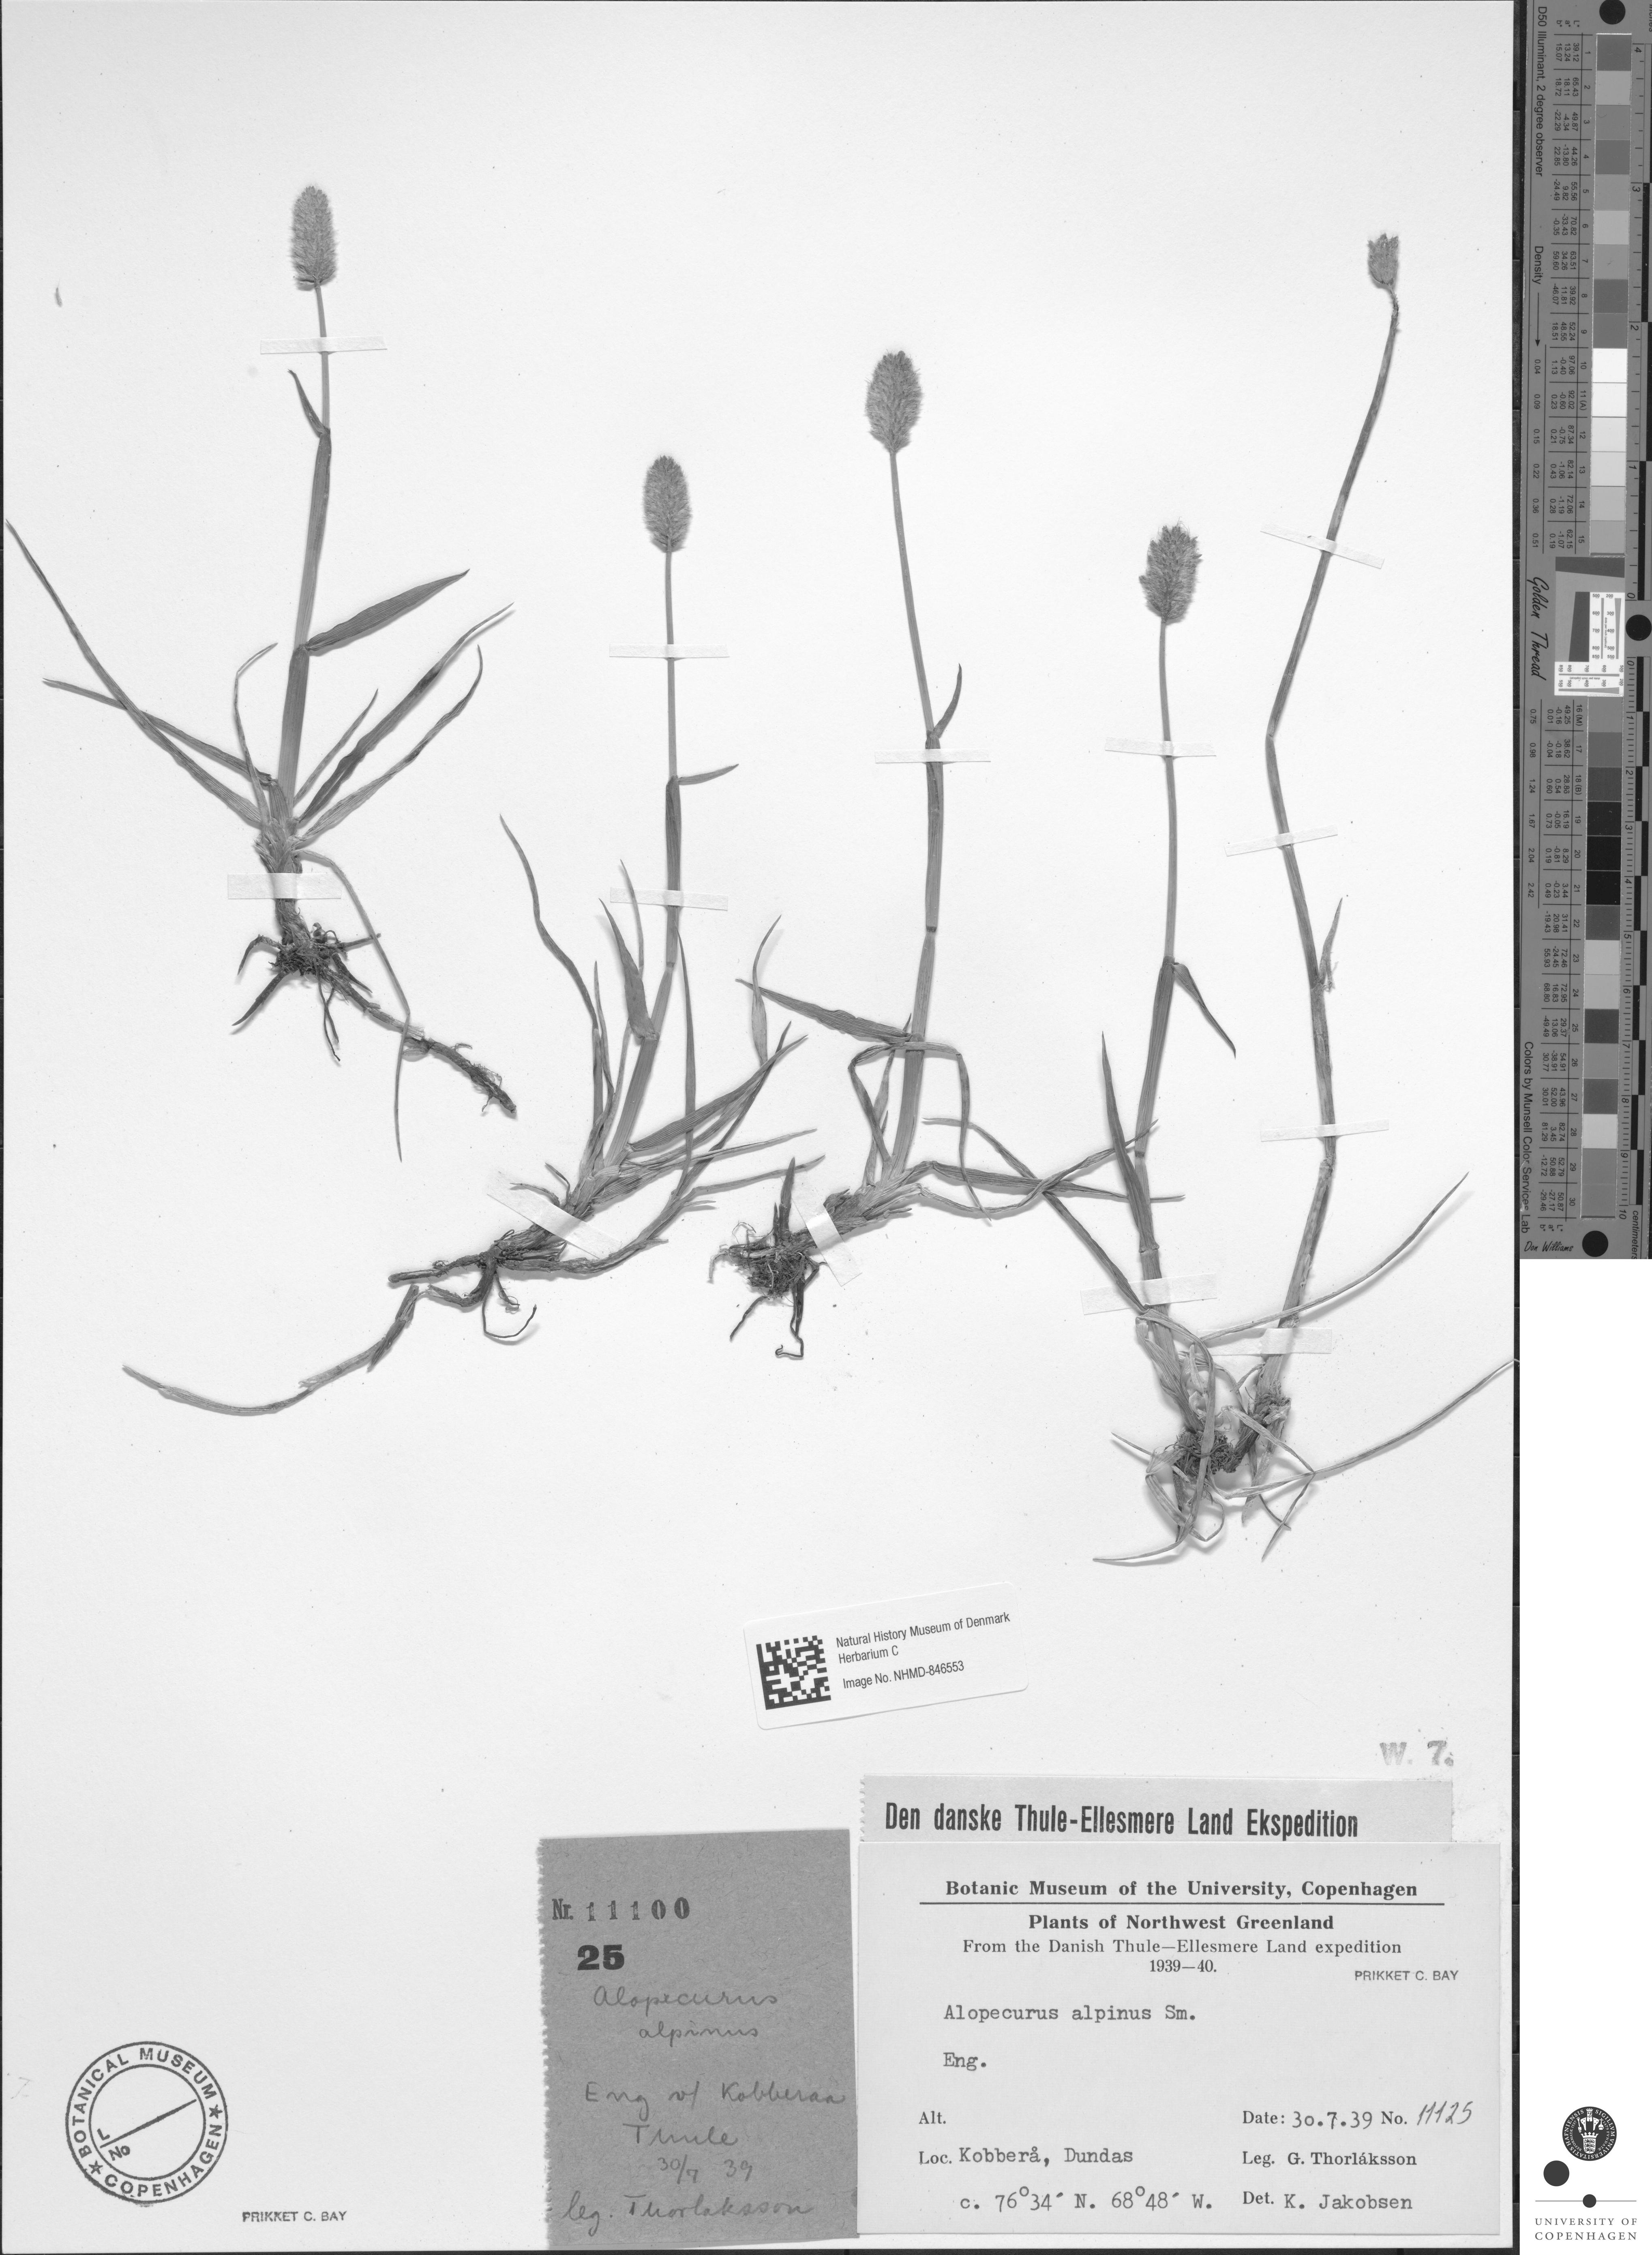 Natural History Museum of Denmark
Herbarium C
Image No. NHMD-846553
W. 7.
Den danske Thule-Ellesmere Land Ekspedition
Botanic Museum of the University, Copenhagen
Plants of Northwest Greenland
From the Danish Thule—Ellesmere Land expedition
1939—40.
PRIKKET C. BAY
Alopecurus alpinus Sm.
Eng.
Alt.
Date: 30.7.39 No. 11125
Loc. Kobberå, Dundas
Leg. G. Thorláksson
c. 76°34´ N. 68°48´ W.
Det. K. Jakobsen
Nr. 11100
25
Alopecurus
alpinus
Eng v/ Kobberaa
Thule
30/7 39
leg. Thorlaksson
BOTANICAL MUSEUM
COPENHAGEN
L
No
PRIKKET C. BAY
D50 Illuminant, 2 degree observer
Density
Golden Thread
Colors by Munsell Color Services Lab
Don Williams
centimeters
UNIVERSITY OF
COPENHAGEN